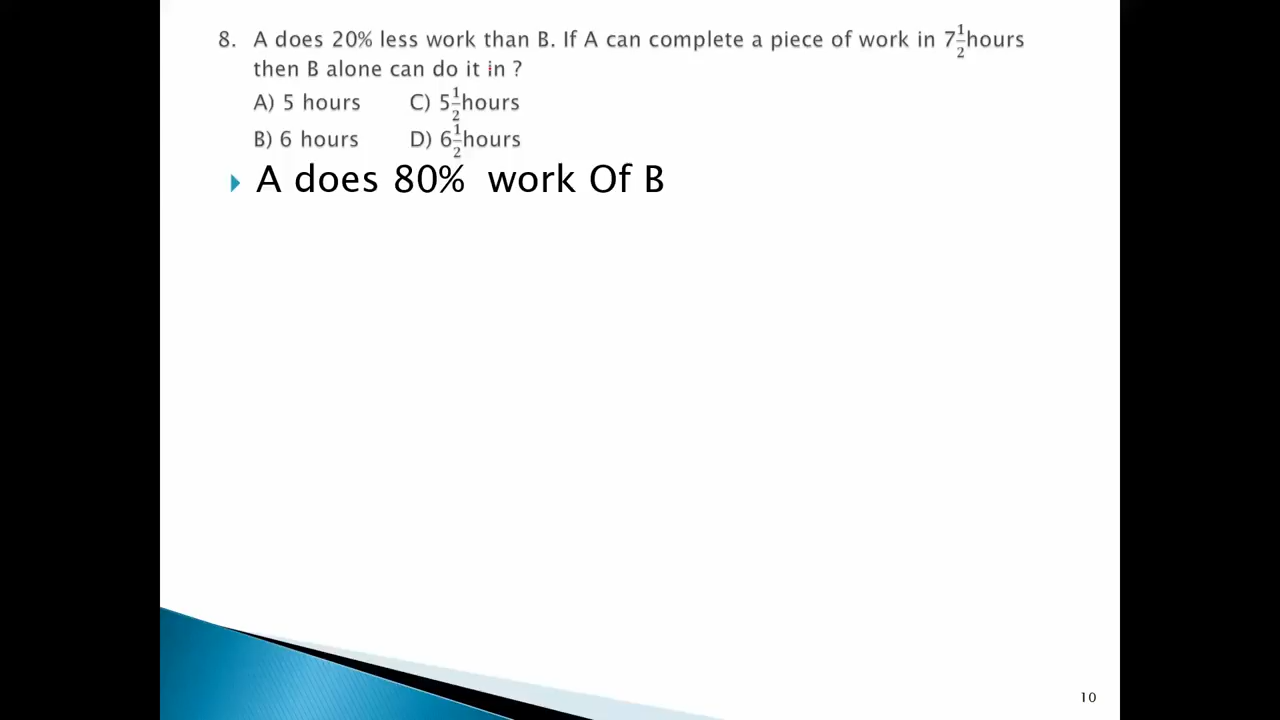 8. A does 20% less work than B. If A can complete a piece of work in 7½hours
then B alone can do it in ?
A) 5 hours C) 5½hours
B) 6 hours D) 6½hours
A does 80% work Of B
10